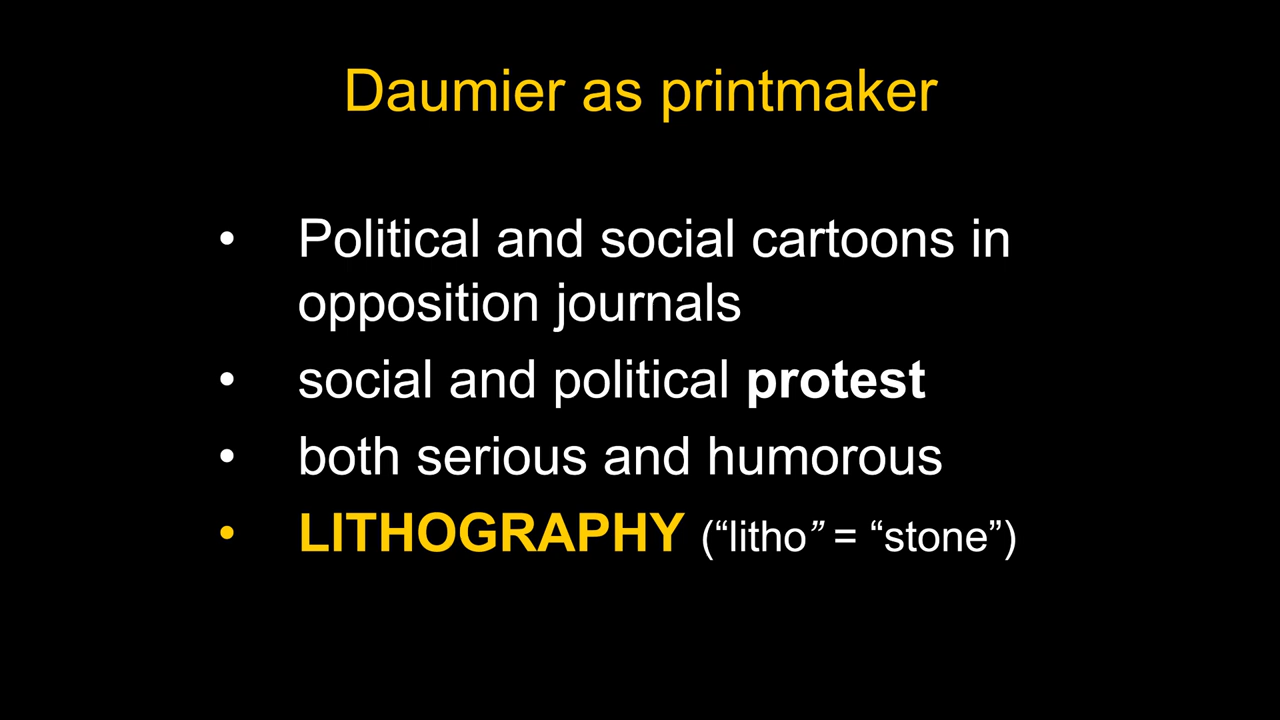 Daumier as printmaker
• Political and social cartoons in
opposition journals
• social and political protest
• both serious and humorous
• LITHOGRAPHY (“litho” = “stone”)